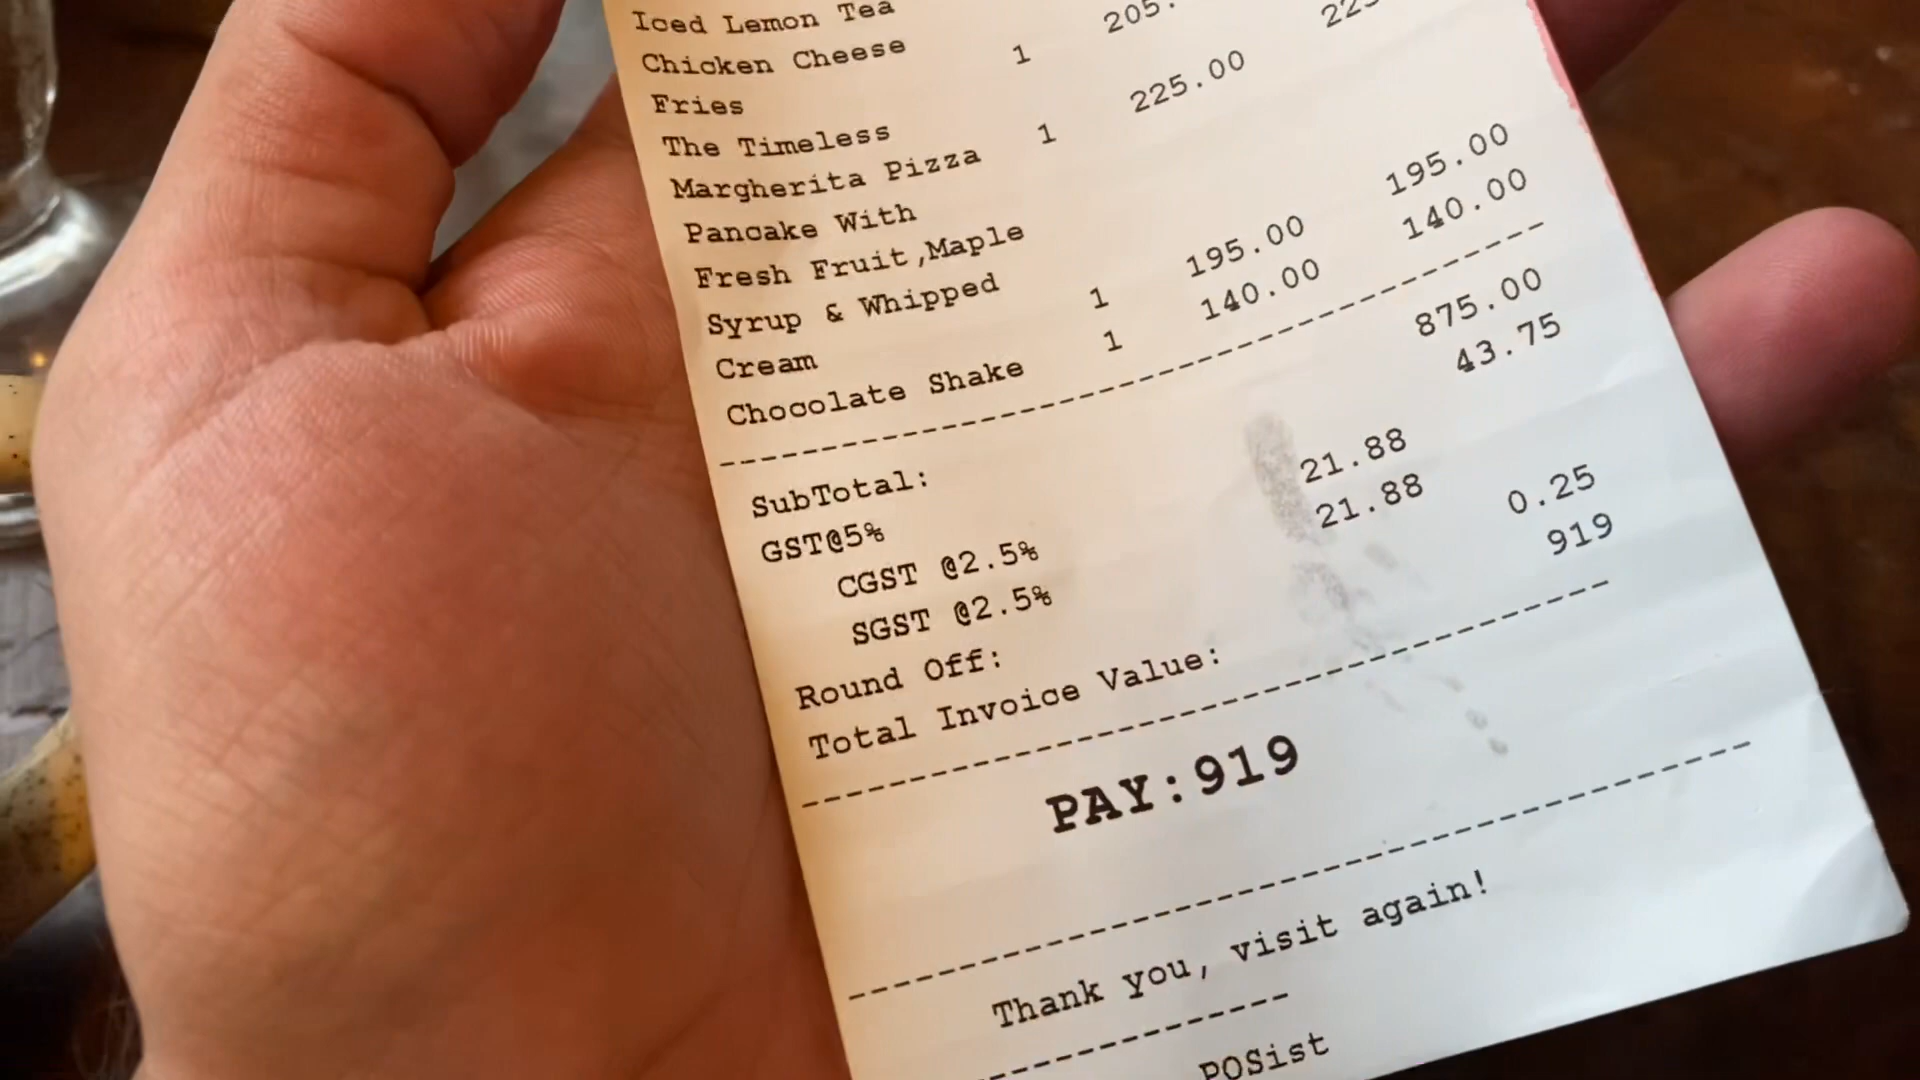 Iced Lemon Tea
Chicken Cheese 1 205.
Fries
The Timeless
Margherita Pizza 1 225.00
Pancake With
Fresh Fruit,Maple
Syrup & Whipped 1 195.00 195.00
Cream
Chocolate Shake 1 140.00 140.00
SubTotal: 875.00
GST@5% 43.75
CGST @2.5% 21.88
SGST @2.5% 21.88
Round Off: 0.25
Total Invoice Value: 919
PAY:919
Thank you, visit again!
POSist